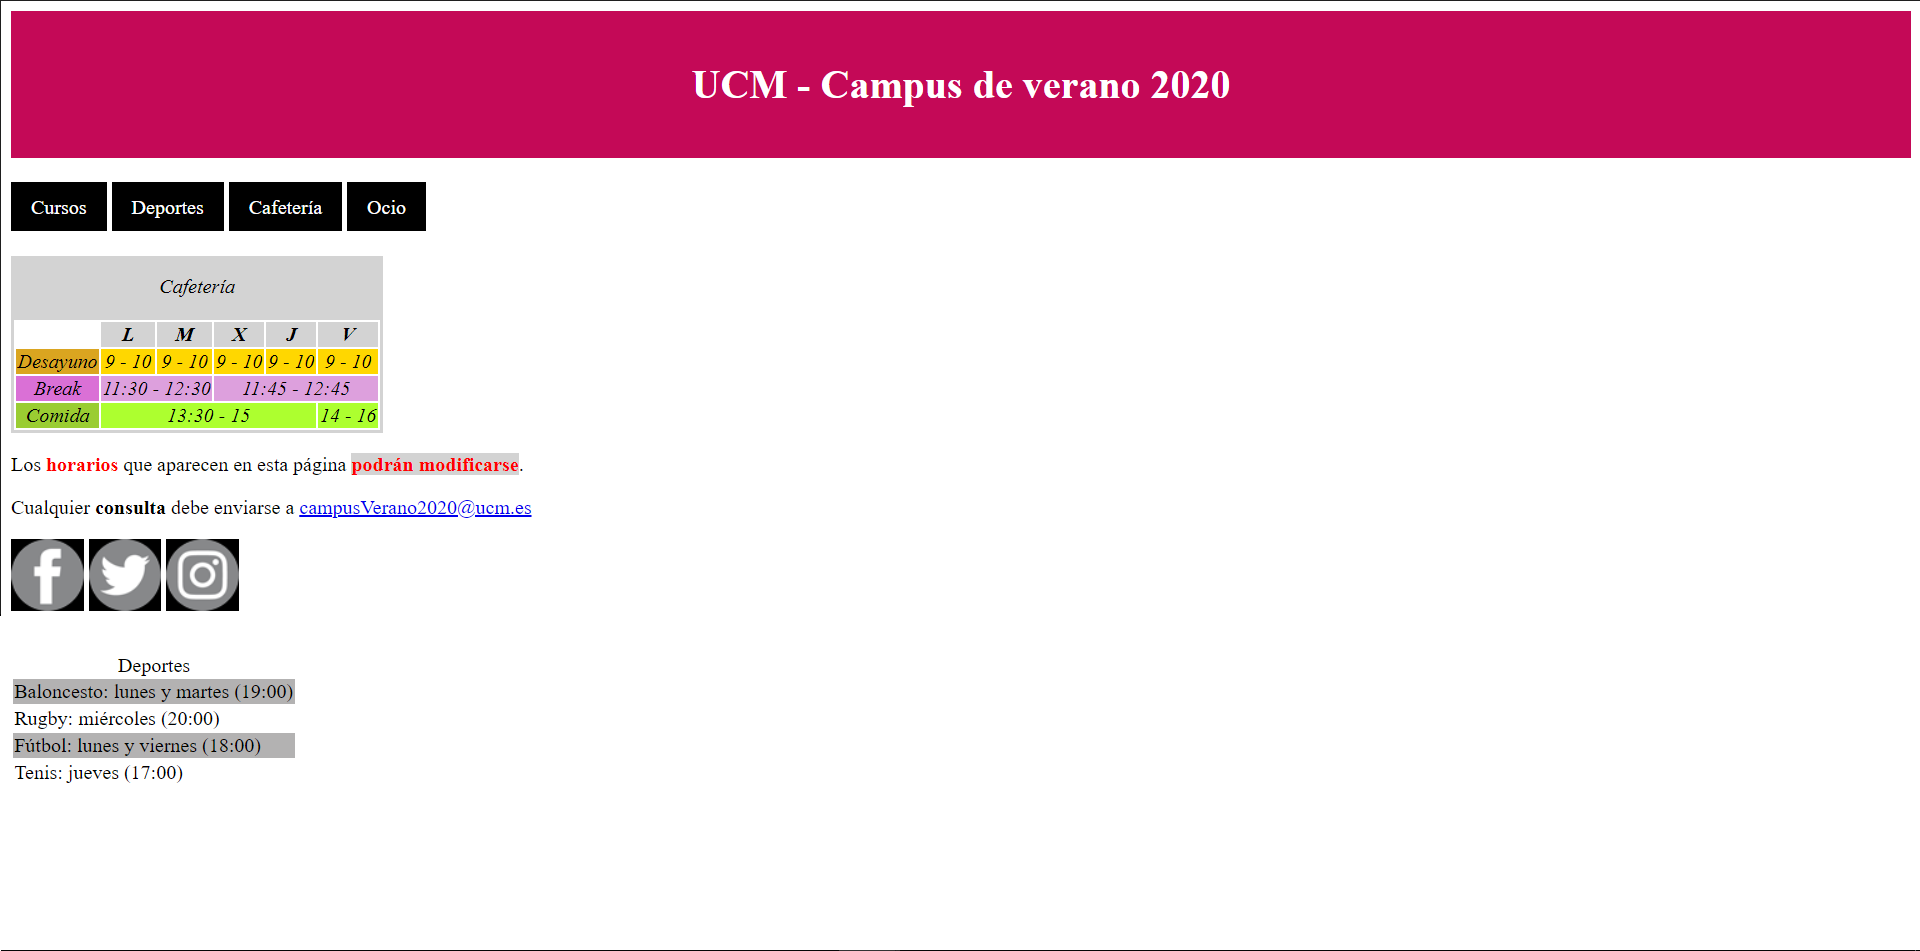 UCM - Campus de verano 2020
Cursos Deportes Cafetería Ocio
Cafetería
L M X J V
Desayuno 9 - 10 9 - 10 9 - 10 9 - 10 9 - 10
Break 11:30 - 12:30 11:45 - 12:45
Comida 13:30 - 15 14 - 16
Los horarios que aparecen en esta página podrán modificarse.
Cualquier consulta debe enviarse a campusVerano2020@ucm.es
Deportes
Baloncesto: lunes y martes (19:00)
Rugby: miércoles (20:00)
Fútbol: lunes y viernes (18:00)
Tenis: jueves (17:00)